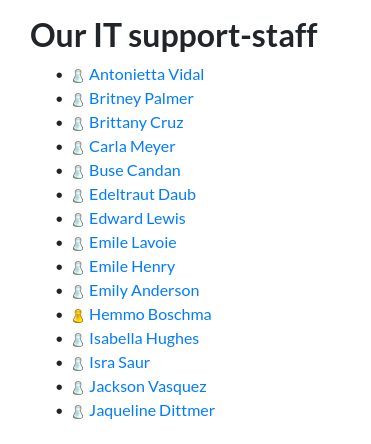 Our IT support-staff
Antonietta Vidal
Britney Palmer
Brittany Cruz
Carla Meyer
Buse Candan
Edeltraut Daub
Edward Lewis
Emile Lavoie
Emile Henry
Emily Anderson
Hemmo Boschma
Isabella Hughes
Isra Saur
Jackson Vasquez
Jaqueline Dittmer